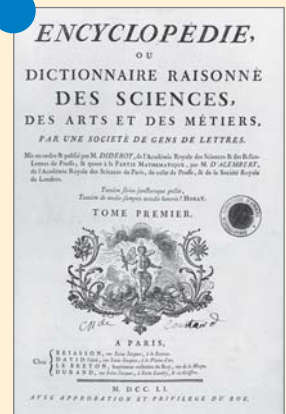 ENCYCLOPÉDIE,
OU
DICTIONNAIRE RAISONNÉ
DES SCIENCES,
DES ARTS ET DES MÉTIERS,
PAR UNE SOCIÉTÉ DE GENS DE LETTRES.
Mis en ordre & publié par M. DIDEROT, de l'Académie Royale des Sciences & des Belles-
Lettres de Prusse; & quant à la PARTIE MATHÉMATIQUE, par M. D'ALEMBERT,
de l'Académie Royale des Sciences de Paris, de celle de Prusse, & de la Société Royale
de Londres.
Tantùm series juncturaque pollet,
Tantùm de medio sumptis accedit honoris! HORAT.
TOME PREMIER.
A PARIS,
Chez
BRIASSON, rue Saint Jacques, à la Science.
DAVID l'aîné, rue Saint Jacques, à la Plume d'or.
LE BRETON, Imprimeur ordinaire du Roy, rue de la Harpe.
DURAND, rue Saint Jacques, à Saint Landry, & au Griffon.
M. DCC. LI.
AVEC APPROBATION ET PRIVILEGE DU ROY.